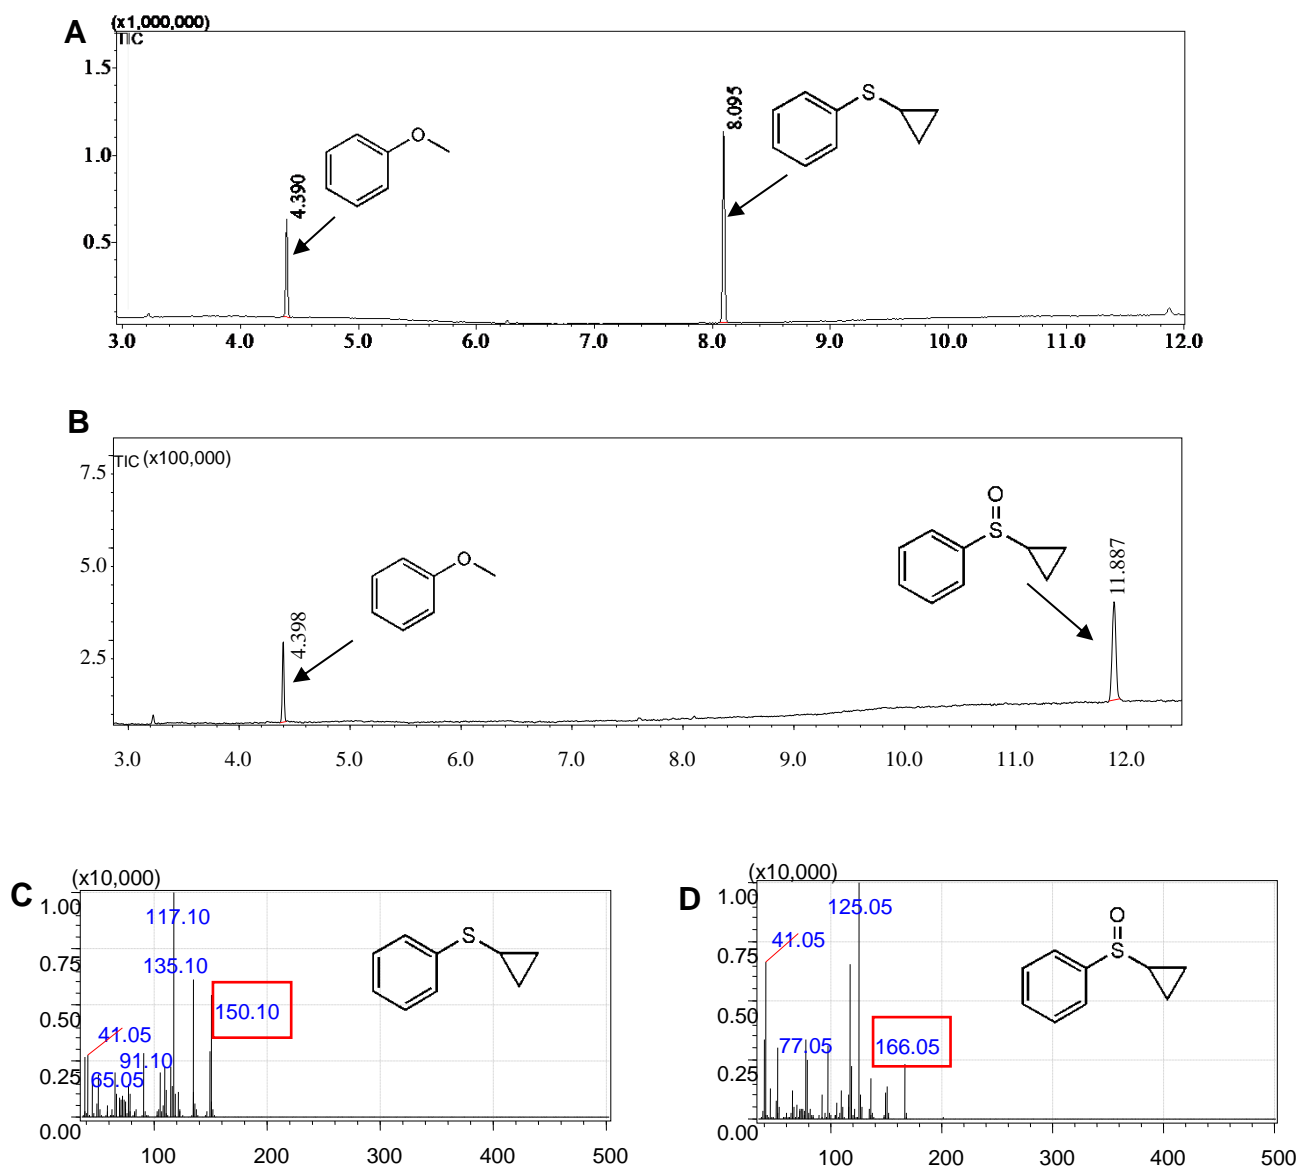 A
(x1,000,000)
TIC
1.5
1.0
0.5
4.390
O
8.095
S
3.0 4.0 5.0 6.0 7.0 8.0 9.0 10.0 11.0 12.0
B
TIC (x100,000)
7.5
5.0
2.5
4.398
O
O
S
11.887
3.0 4.0 5.0 6.0 7.0 8.0 9.0 10.0 11.0 12.0
C
(x10,000)
1.00
0.75
0.50
0.25
0.00
117.10
135.10
150.10
41.05
91.10
65.05
S
100 200 300 400 500
D
(x10,000)
1.00
0.75
0.50
0.25
0.00
125.05
41.05
77.05
166.05
O
S
100 200 300 400 500